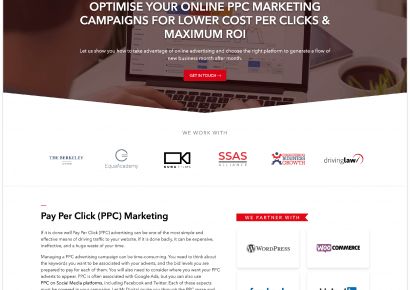 OPTIMISE YOUR ONLINE PPC MARKETING
CAMPAIGNS FOR LOWER COST PER CLICKS &
MAXIMUM ROI
Let us show you how to take advantage of online advertising and choose the right platform to generate a flow of
new business month after month.
GET IN TOUCH
WE WORK WITH
THE BERKELEY
EquaAcademy
SSAS
ALLIANCE
BUSINESS
GROWTH
drivinglaw
Pay Per Click (PPC) Marketing
WE PARTNER WITH
If it is done well Pay Per Click (PPC) advertising can be one of the most simple and
effective means of driving traffic to your website. If it is done badly, it can be expensive,
ineffective, and a huge waste of your time.
WORDPRESS
WOO COMMERCE
Managing a PPC advertising campaign can be time-consuming. You need to think about
the keywords you want to be associated with your adverts, and the bid levels you are
prepared to pay for each of them. You will also need to consider where you want your PPC
adverts to appear. PPC is often associated with Google Ads, but you can also use
PPC on Social Media platforms, including Facebook and Twitter. Each of these aspects